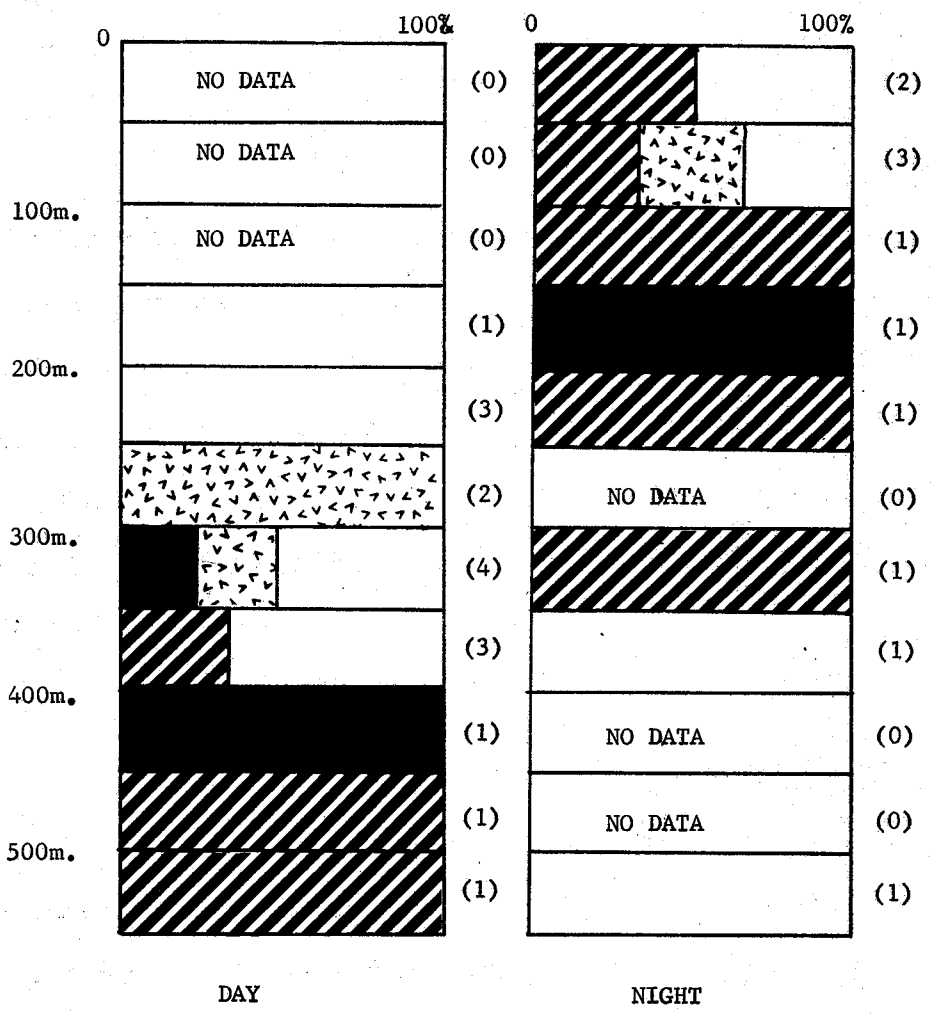 0 100% 0 100%
NO DATA (0) (2)
NO DATA (0) (3)
100m.
NO DATA (0) (1)
(1) (1)
200m.
(3) (1)
(2) NO DATA (0)
300m.
(4) (1)
(3) (1)
400m.
(1) NO DATA (0)
(1) NO DATA (0)
500m.
(1) (1)
DAY NIGHT